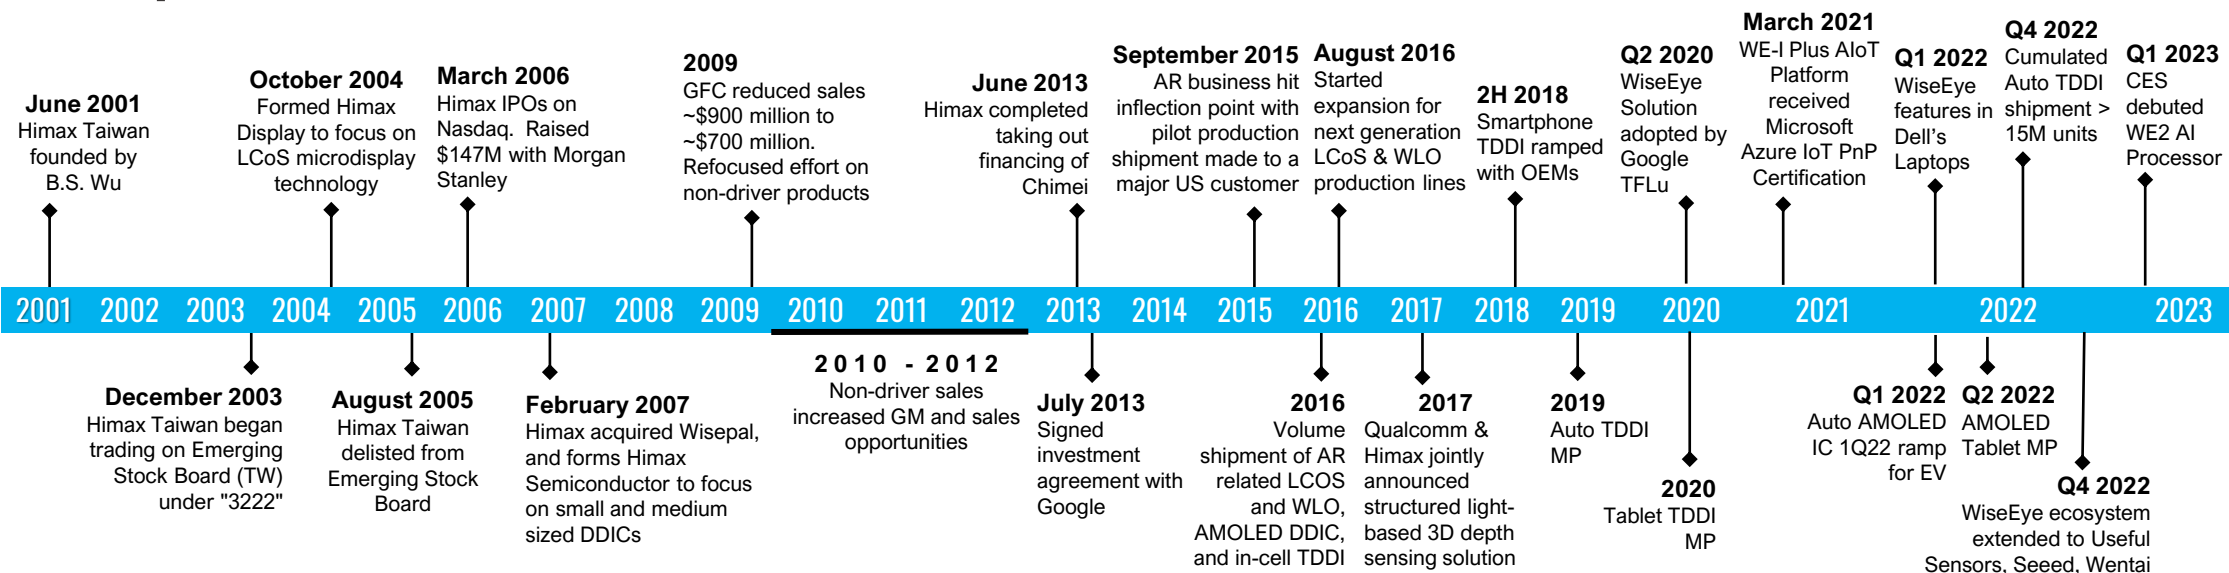 June 2001
Himax Taiwan
founded by
B.S. Wu
October 2004
Formed Himax
Display to focus on
LCoS microdisplay
technology
March 2006
Himax IPOs on
Nasdaq. Raised
$147M with Morgan
Stanley
2009
GFC reduced sales
~$900 million to
~$700 million.
Refocused effort on
non-driver products
June 2013
Himax completed
taking out
financing of
Chimei
September 2015
AR business hit
inflection point with
pilot production
shipment made to a
major US customer
August 2016
Started
expansion for
next generation
LCoS & WLO
production lines
2H 2018
Smartphone
TDDI ramped
with OEMs
Q2 2020
WiseEye
Solution
adopted by
Google
TFLu
March 2021
WE-I Plus AIoT
Platform
received
Microsoft
Azure IoT PnP
Certification
Q1 2022
WiseEye
features in
Dell's
Laptops
Q4 2022
Cumulated
Auto TDDI
shipment >
15M units
Q1 2023
CES
debuted
WE2 AI
Processor
2001 2002 2003 2004 2005 2006 2007 2008 2009 2010 2011 2012 2013 2014 2015 2016 2017 2018 2019 2020 2021 2022 2023
December 2003
Himax Taiwan began
trading on Emerging
Stock Board (TW)
under "3222"
August 2005
Himax Taiwan
delisted from
Emerging Stock
Board
February 2007
Himax acquired Wisepal,
and forms Himax
Semiconductor to focus
on small and medium
sized DDICs
2010 - 2012
Non-driver sales
increased GM and sales
opportunities
July 2013
Signed
investment
agreement with
Google
2016
Volume
shipment of AR
related LCOS
and WLO,
AMOLED DDIC,
and in-cell TDDI
2017
Qualcomm &
Himax jointly
announced
structured light-
based 3D depth
sensing solution
2019
Auto TDDI
MP
2020
Tablet TDDI
MP
Q1 2022
Auto AMOLED
IC 1Q22 ramp
for EV
Q2 2022
AMOLED
Tablet MP
Q4 2022
WiseEye ecosystem
extended to Useful
Sensors, Seeed, Wentai